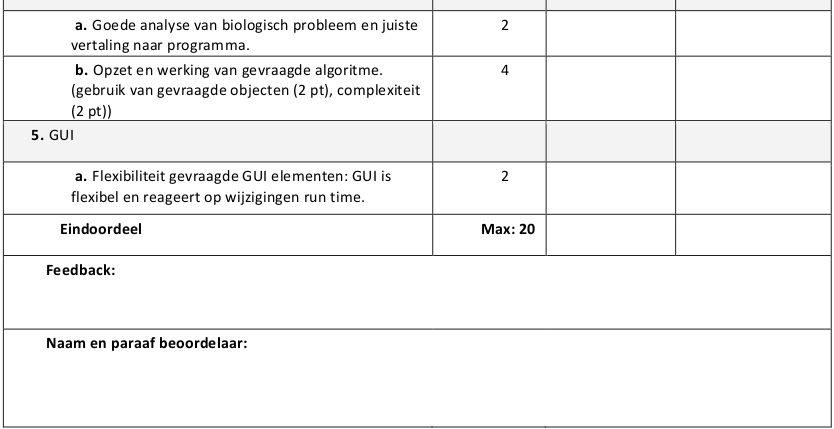 a. Goede analyse van biologisch probleem en juiste
vertaling naar programma.
2
b. Opzet en werking van gevraagde algoritme.
(gebruik van gevraagde objecten (2 pt), complexiteit
(2 pt))
4
5. GUI
a. Flexibiliteit gevraagde GUI elementen: GUI is
flexibel en reageert op wijzigingen run time.
2
Eindoordeel
Max: 20
Feedback:
Naam en paraaf beoordelaar: